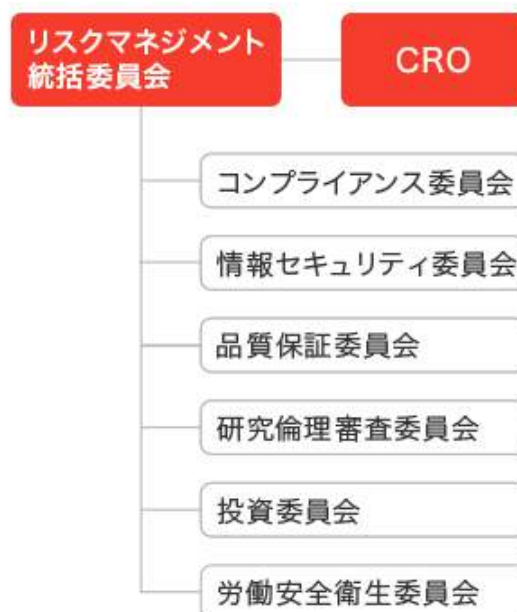 リスクマネジメント
統括委員会
CRO
コンプライアンス委員会
情報セキュリティ委員会
品質保証委員会
研究倫理審査委員会
投資委員会
労働安全衛生委員会